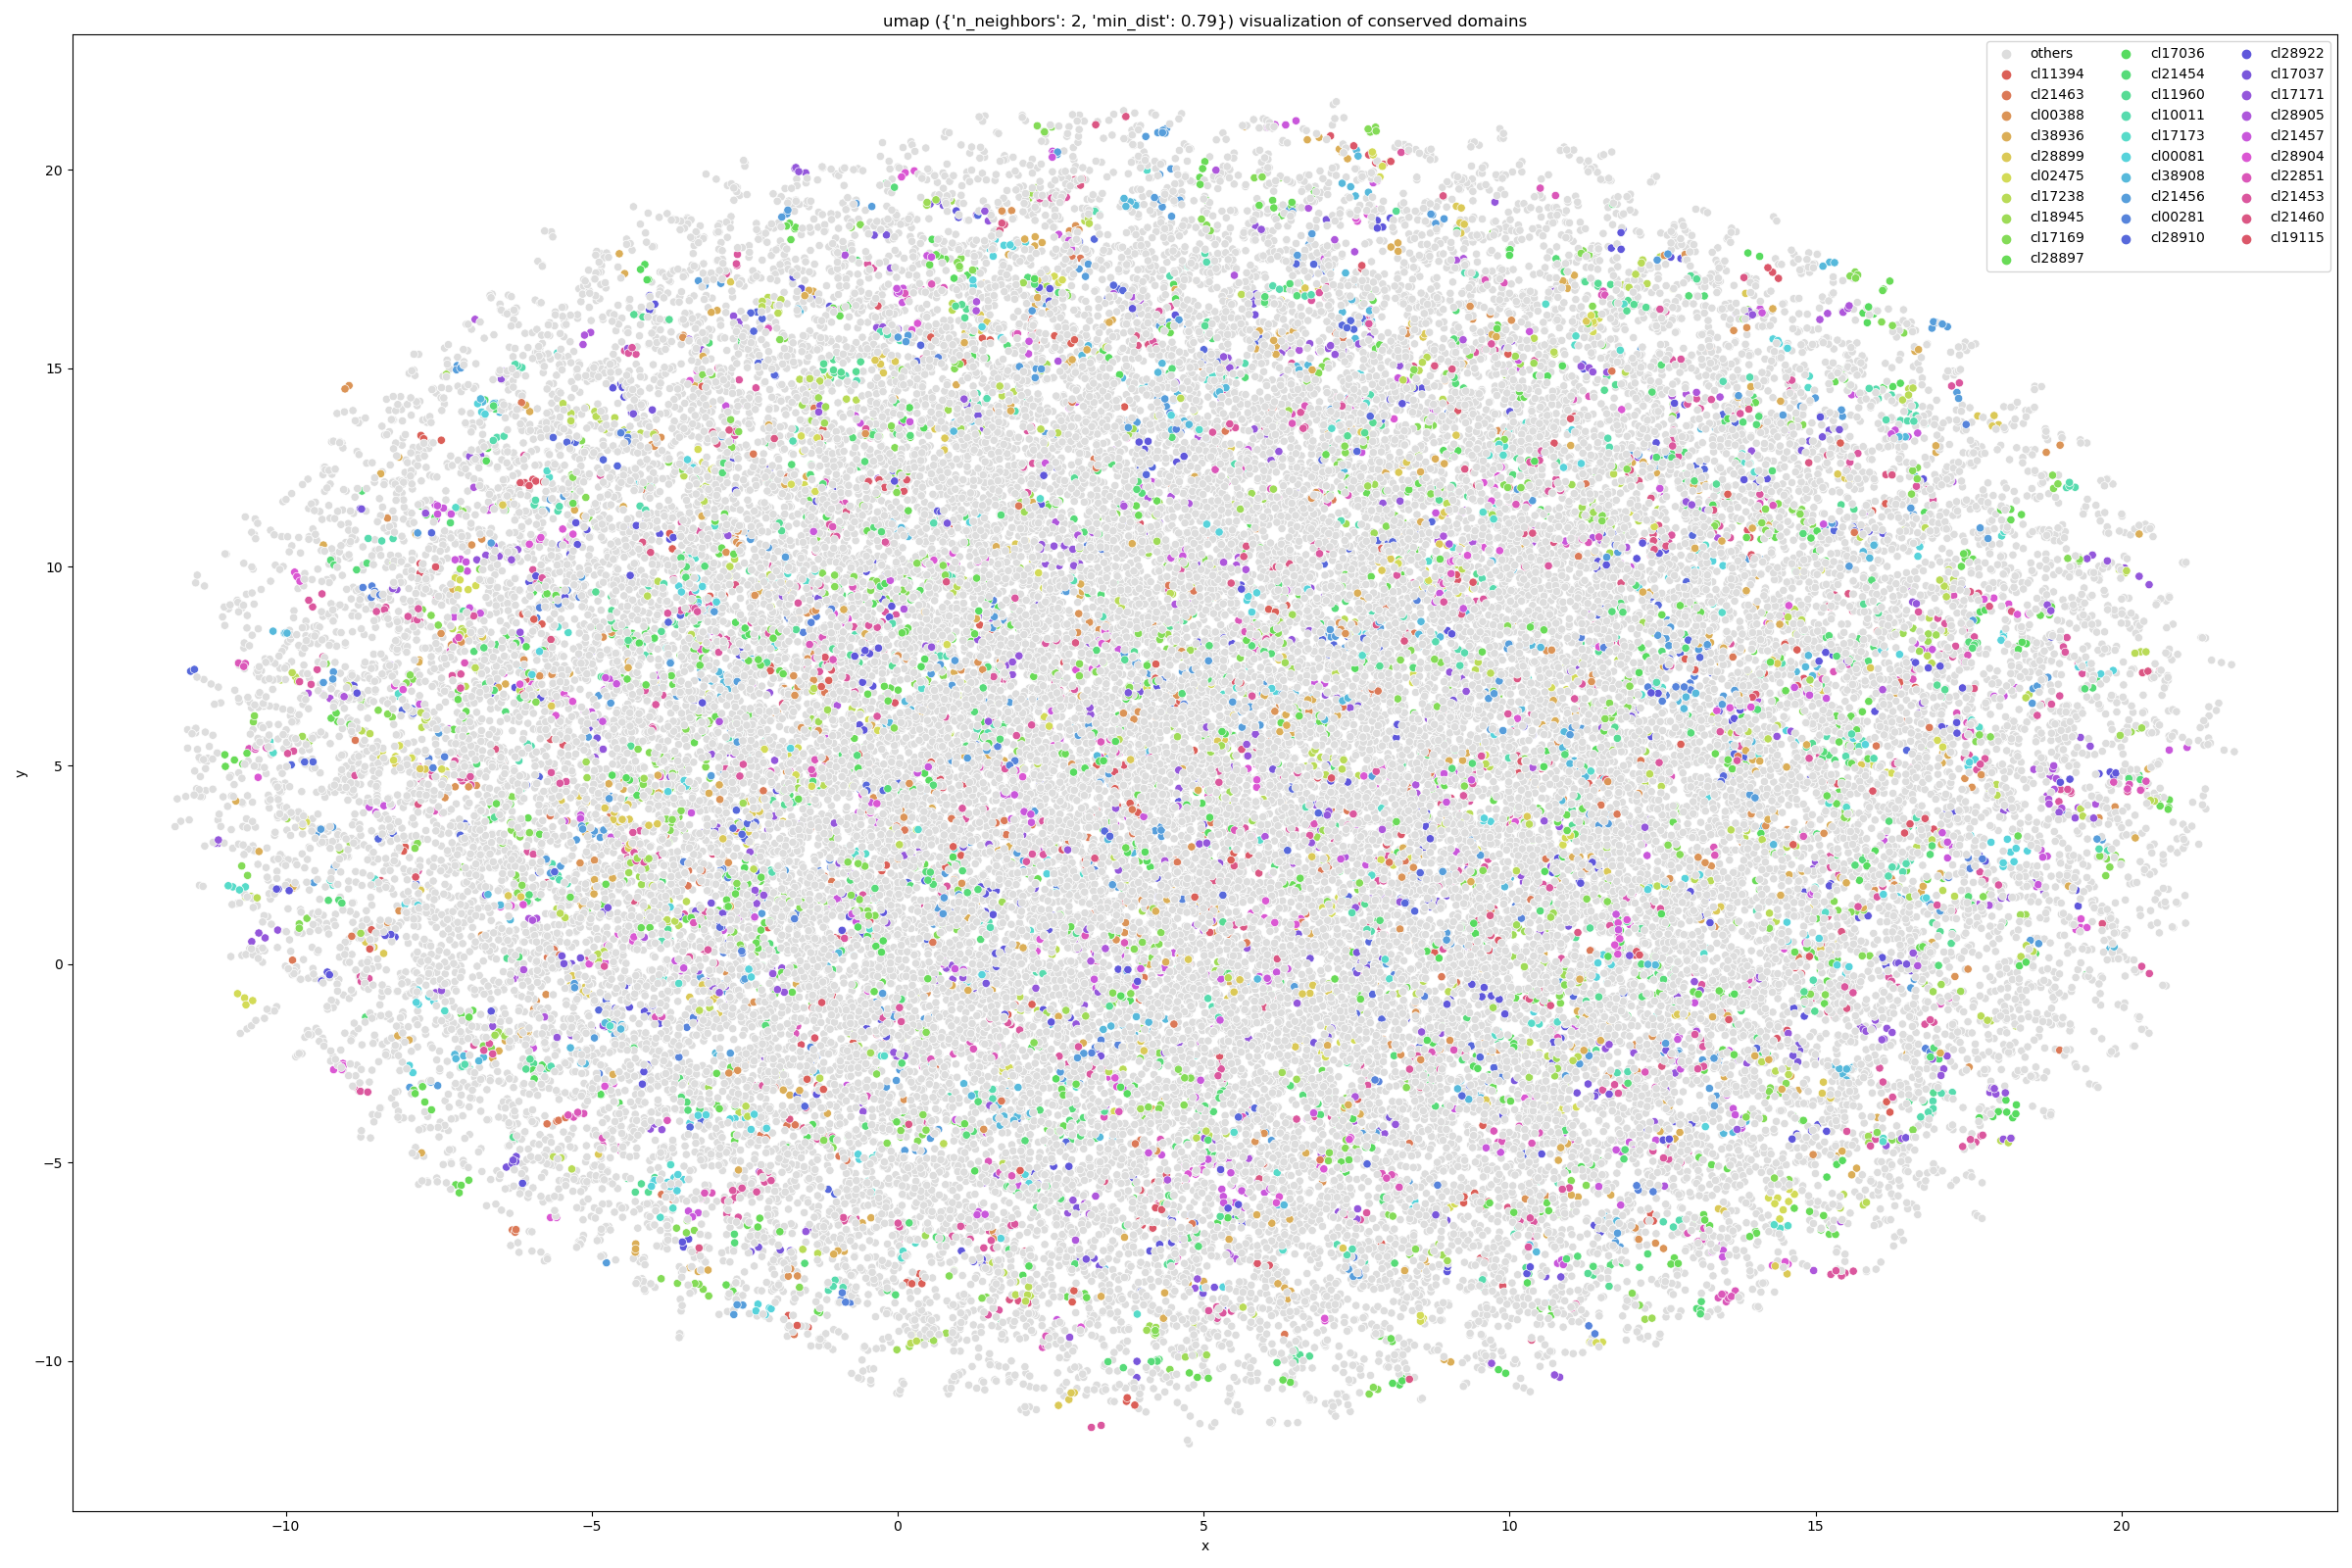 umap ({'n_neighbors': 2, 'min_dist': 0.79}) visualization of conserved domains
others
cl11394
cl21463
cl00388
cl38936
cl28899
cl02475
cl17238
cl18945
cl17169
cl28897
cl17036
cl21454
cl11960
cl10011
cl17173
cl00081
cl38908
cl21456
cl00281
cl28910
cl28922
cl17037
cl17171
cl28905
cl21457
cl28904
cl22851
cl21453
cl21460
cl19115
20
15
10
5
0
−5
−10
y
−10 −5 0 5 10 15 20
x